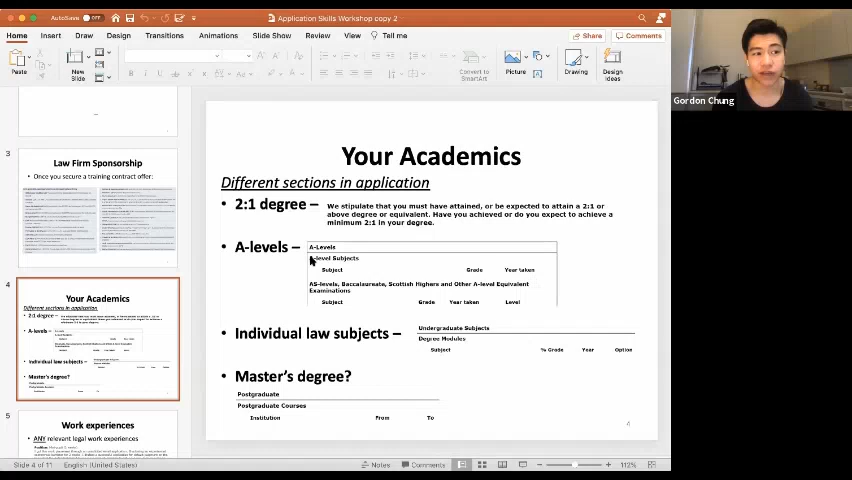 AutoSave OFF
Application Skills Workshop copy 2
Home Insert Draw Design Transitions Animations Slide Show Review View Tell me
Share Comments
Paste
New
Slide
Convert to
SmartArt
Picture
Drawing
Design
Ideas
Gordon Chung
3
Law Firm Sponsorship
• Once you secure a training contract offer:
4
Your Academics
Different sections in application
• 2:1 degree –
• A-levels –
• Individual law subjects –
• Master's degree?
5
Work experiences
• ANY relevant legal work experiences
Your Academics
Different sections in application
• 2:1 degree –
We stipulate that you must have attained, or be expected to attain a 2:1 or
above degree or equivalent. Have you achieved or do you expect to achieve a
minimum 2:1 in your degree.
• A-levels –
A-Levels
A-level Subjects
Subject Grade Year taken
AS-levels, Baccalaureate, Scottish Highers and Other A-level Equivalent
Examinations
Subject Grade Year taken Level
• Individual law subjects –
Undergraduate Subjects
Degree Modules
Subject % Grade Year Option
• Master's degree?
Postgraduate
Postgraduate Courses
Institution From To
4
Slide 4 of 11 English (United States) Notes Comments 112%